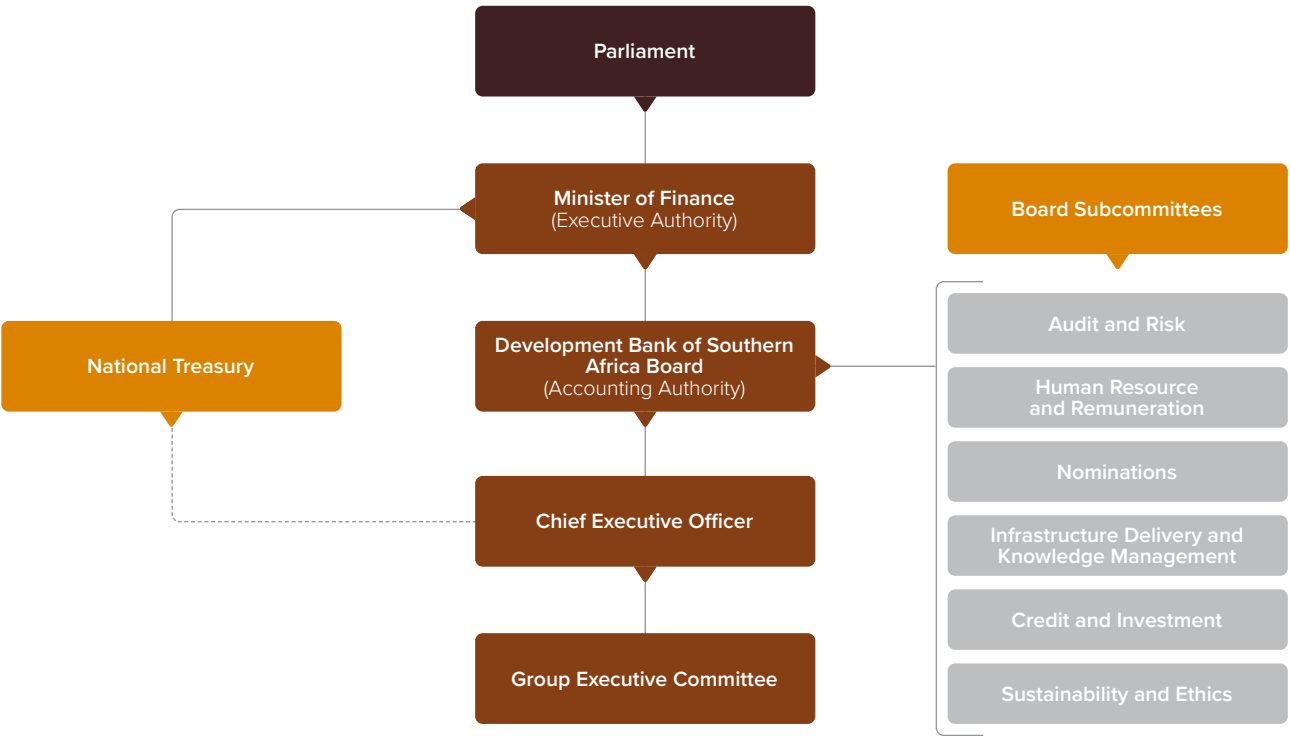 Parliament
Minister of Finance
(Executive Authority)
Board Subcommittees
National Treasury
Development Bank of Southern
Africa Board
(Accounting Authority)
Audit and Risk
Human Resource
and Remuneration
Nominations
Chief Executive Officer
Infrastructure Delivery and
Knowledge Management
Credit and Investment
Group Executive Committee
Sustainability and Ethics